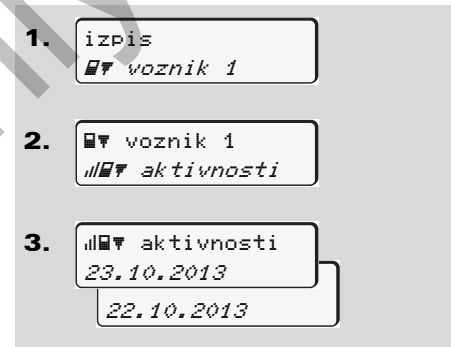 1. izpis
voznik 1
2. voznik 1
aktivnosti
3. aktivnosti
23.10.2013
22.10.2013